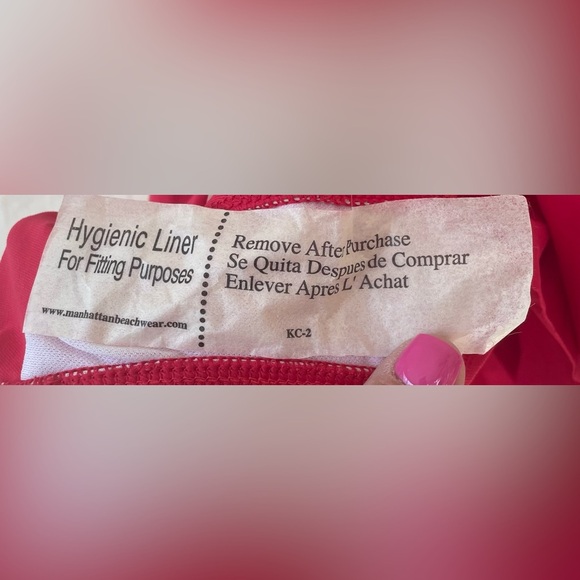 Hygienic Liner
For Fitting Purposes
www.manhattanbeachwear.com
Remove After Purchase
Se Quita Despues de Comprar
Enlever Apres L' Achat
KC-2